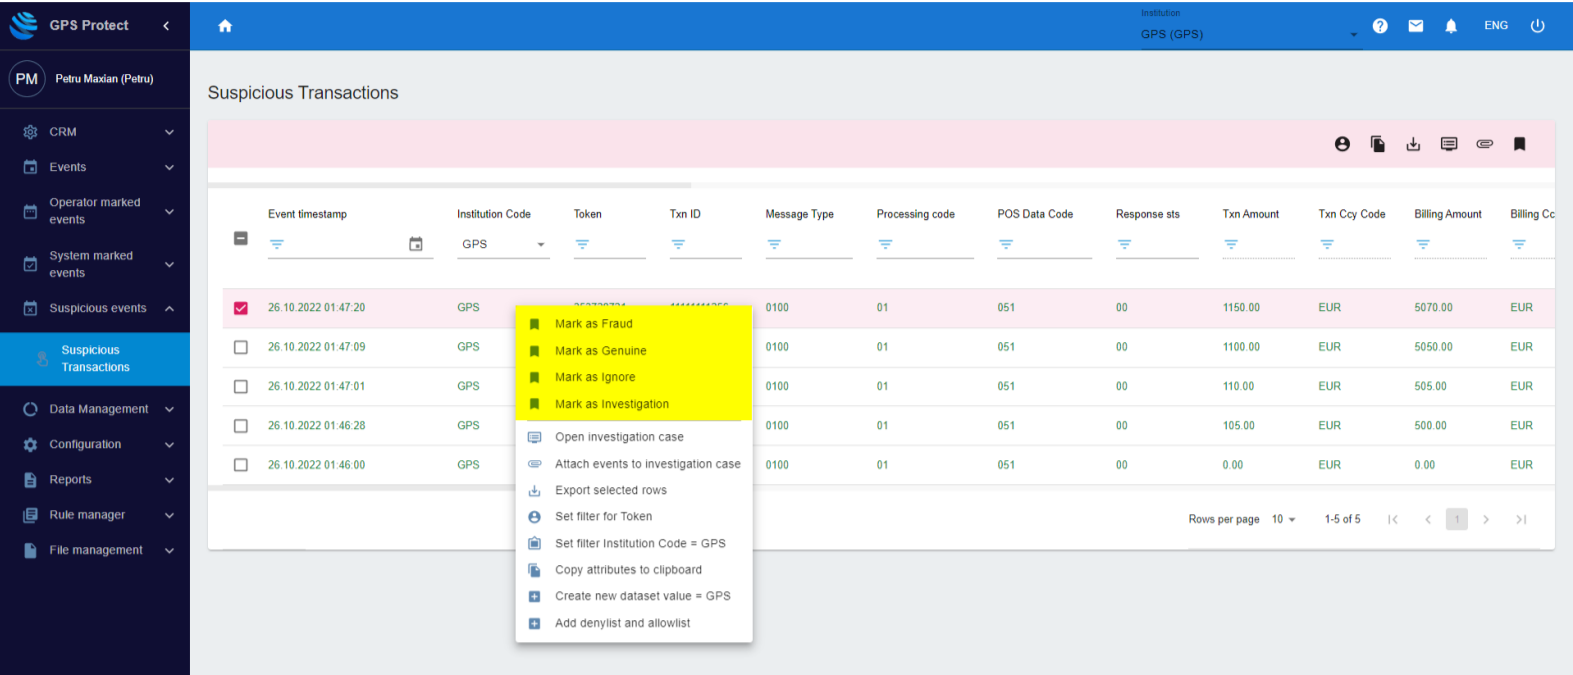 GPS Protect
Institution
GPS (GPS)
ENG
PM
Petru Maxian (Petru)
Suspicious Transactions
CRM
Events
Operator marked
events
System marked
events
Suspicious events
Suspicious
Transactions
Data Management
Configuration
Reports
Rule manager
File management
Event timestamp Institution Code Token Txn ID Message Type Processing code POS Data Code Response sts Txn Amount Txn Ccy Code Billing Amount Billing Cc
GPS
26.10.2022 01:47:20 GPS 0100 01 051 00 1150.00 EUR 5070.00 EUR
26.10.2022 01:47:09 GPS 0100 01 051 00 1100.00 EUR 5050.00 EUR
26.10.2022 01:47:01 GPS 0100 01 051 00 110.00 EUR 505.00 EUR
26.10.2022 01:46:28 GPS 0100 01 051 00 105.00 EUR 500.00 EUR
26.10.2022 01:46:00 GPS 0100 01 051 00 0.00 EUR 0.00 EUR
Mark as Fraud
Mark as Genuine
Mark as Ignore
Mark as Investigation
Open investigation case
Attach events to investigation case
Export selected rows
Set filter for Token
Set filter Institution Code = GPS
Copy attributes to clipboard
Create new dataset value = GPS
Add denylist and allowlist
Rows per page 10 1-5 of 5 1